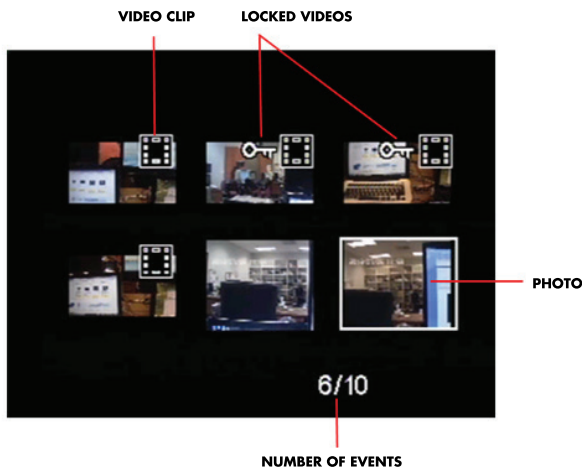 VIDEO CLIP
LOCKED VIDEOS
PHOTO
6/10
NUMBER OF EVENTS